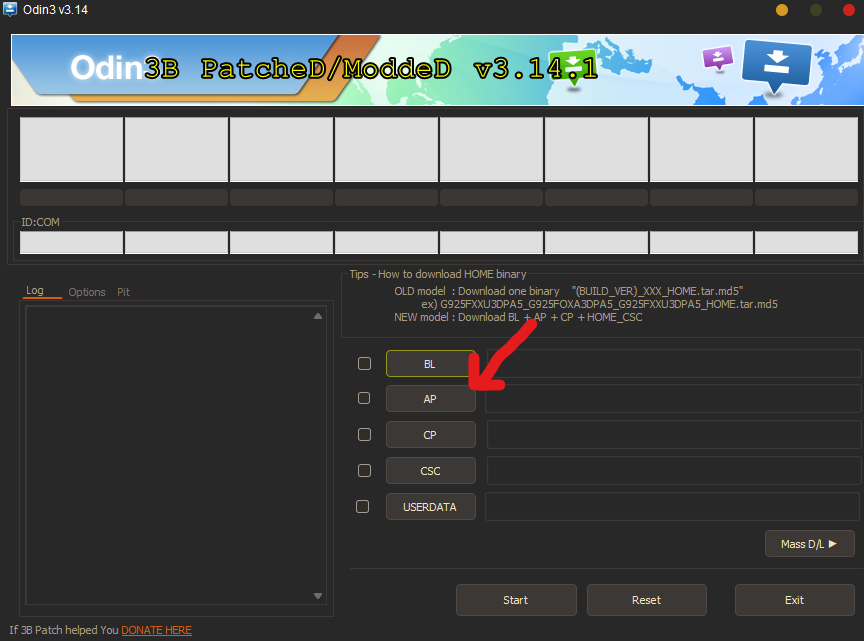 Odin3 v3.14
Odin3B PatcheD/ModdeD v3.14.1
ID:COM
Log Options Pit
Tips - How to download HOME binary
OLD model : Download one binary "(BUILD_VER)_XXX_HOME.tar.md5"
ex) G925FXXU3DPA5_G925FOXA3DPA5_G925FXXU3DPA5_HOME.tar.md5
NEW model : Download BL + AP + CP + HOME_CSC
BL
AP
CP
CSC
USERDATA
Mass D/L ►
Start Reset Exit
If 3B Patch helped You DONATE HERE